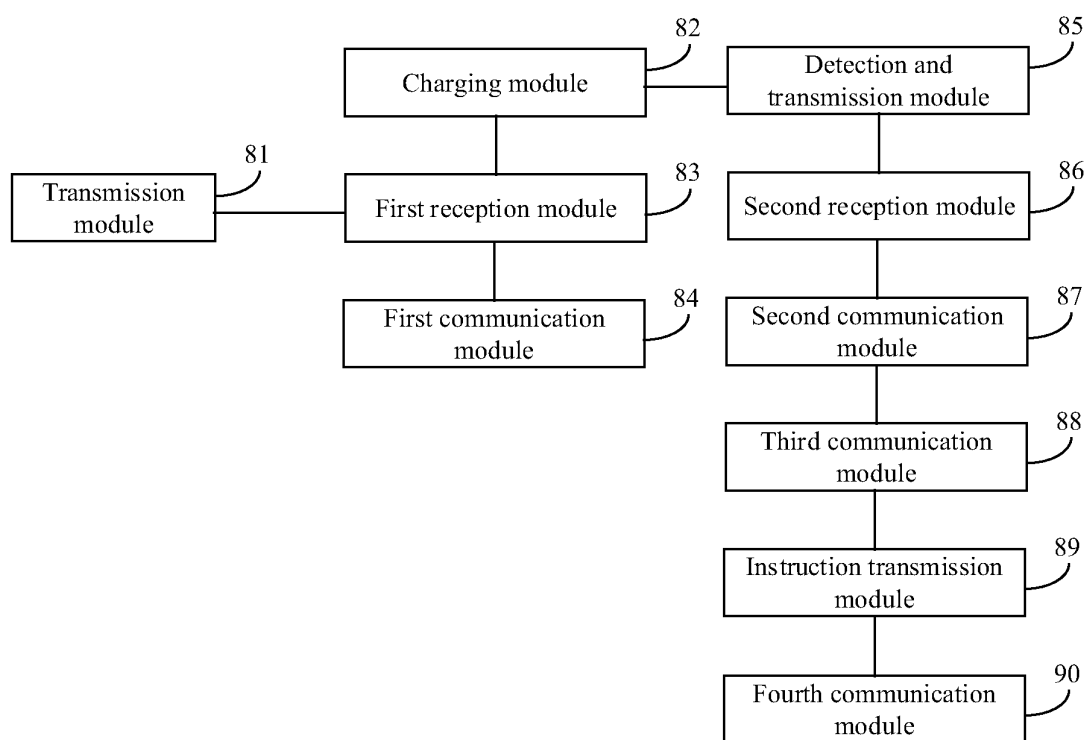 82
Charging module
85
Detection and
transmission module
81
Transmission
module
83
First reception module
86
Second reception module
84
First communication
module
87
Second communication
module
88
Third communication
module
89
Instruction transmission
module
90
Fourth communication
module